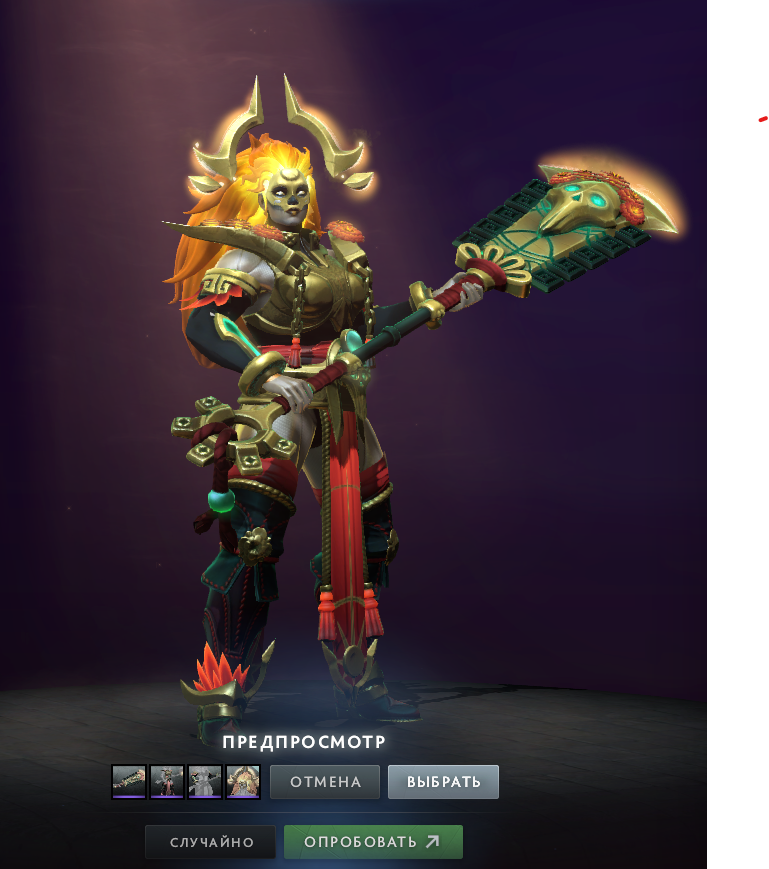 ПРЕДПРОСМОТР
ОТМЕНА
ВЫБРАТЬ
СЛУЧАЙНО
ОПРОБОВАТЬ